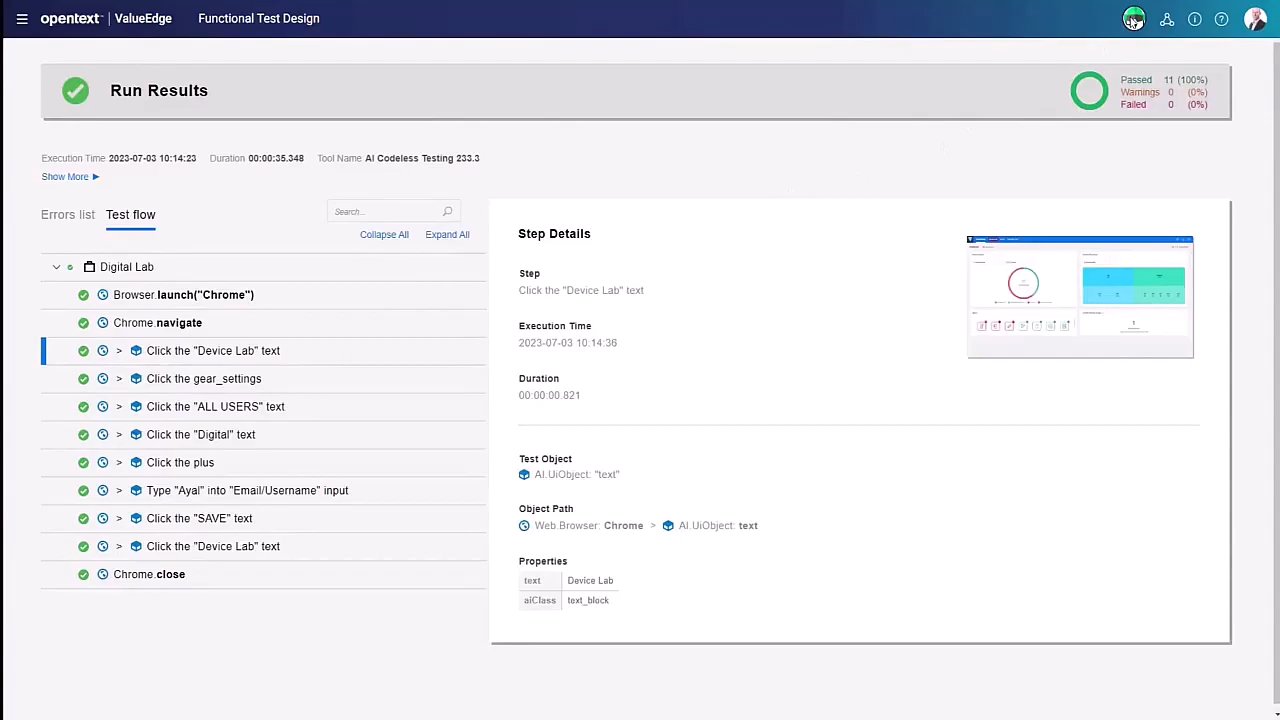 opentext™ | ValueEdge Functional Test Design
Run Results
Passed 11 (100%)
Warnings 0 (0%)
Failed 0 (0%)
Execution Time 2023-07-03 10:14:23 Duration 00:00:35.348 Tool Name AI Codeless Testing 233.3
Show More
Errors list Test flow
Search...
Collapse All Expand All
Digital Lab
Browser.launch("Chrome")
Chrome.navigate
> Click the "Device Lab" text
> Click the gear_settings
> Click the "ALL USERS" text
> Click the "Digital" text
> Click the plus
> Type "Ayal" into "Email/Username" input
> Click the "SAVE" text
> Click the "Device Lab" text
Chrome.close
Step Details
Step
Click the "Device Lab" text
Execution Time
2023-07-03 10:14:36
Duration
00:00:00.821
Test Object
AI.UiObject: "text"
Object Path
Web.Browser: Chrome > AI.UiObject: text
Properties
text Device Lab
aiClass text_block